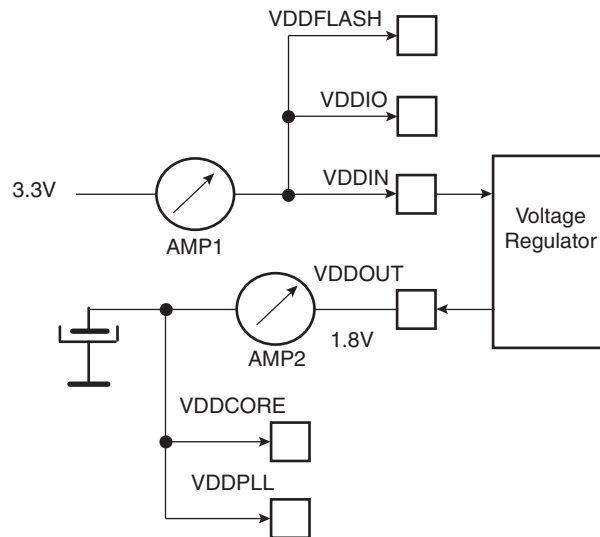 VDDFLASH
VDDIO
3.3V
VDDIN
AMP1
Voltage
Regulator
VDDOUT
1.8V
AMP2
VDDCORE
VDDPLL